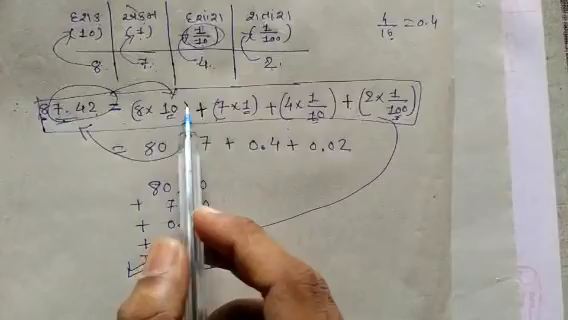 દશક એકમ દશાંશ શતાંશ
(10) (1) (1/10) (1/100)
8 7 4 2
4/10 = 0.4
87.42 = (8 × 10) + (7 × 1) + (4 × 1/10) + (2 × 1/100)
= 80 7 + 0.4 + 0.02
80
+ 7
+ 0.
+